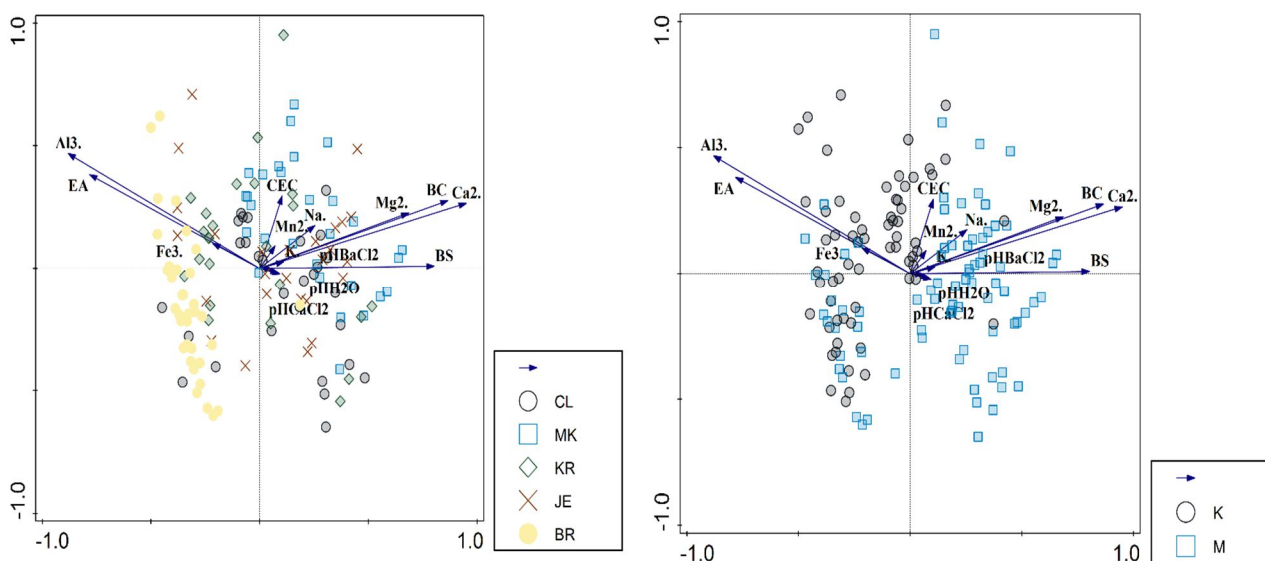 1.0
Al3.
EA
CEC
BC
Mg2.
Ca2.
Na.
Mn2.
Fe3.
K.
pHBaCl2
BS
pHH2O
pHCaCl2
-1.0
-1.0
1.0
CL
MK
KR
JE
BR
1.0
Al3.
EA
CEC
BC
Mg2.
Ca2.
Na.
Mn2.
Fe3.
K.
pHBaCl2
BS
pHH2O
pHCaCl2
-1.0
-1.0
1.0
K
M